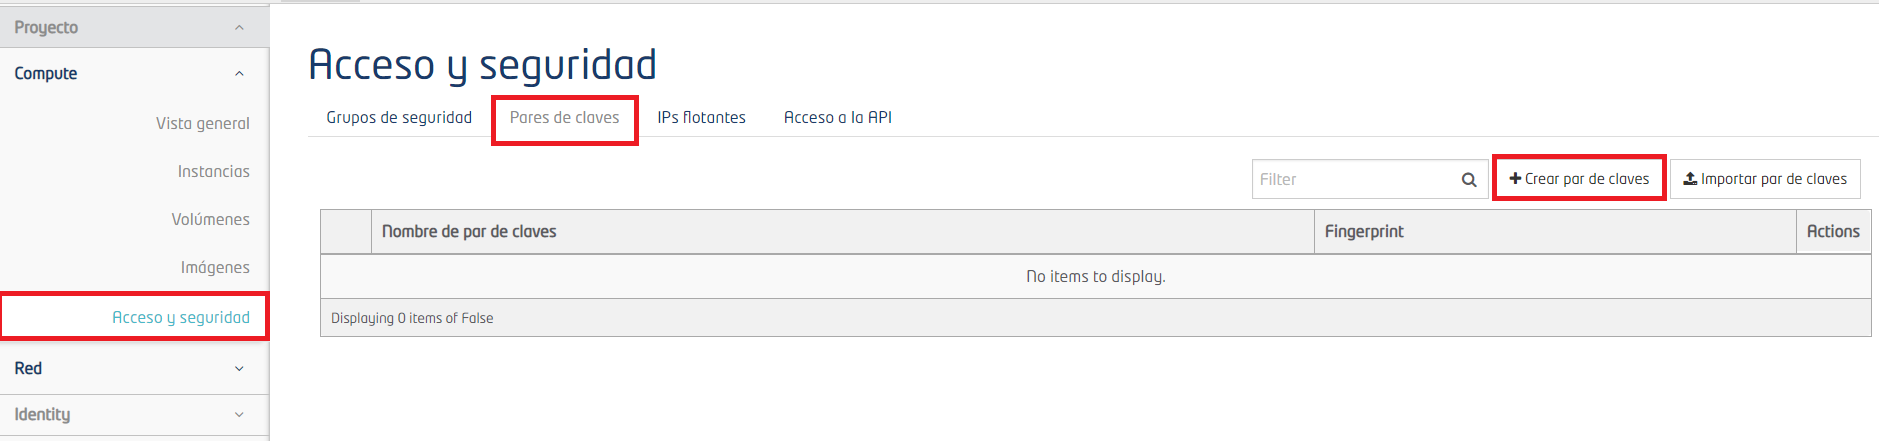 Proyecto
Compute
Vista general
Instancias
Volúmenes
Imágenes
Acceso y seguridad
Red
Identity
Acceso y seguridad
Grupos de seguridad Pares de claves IPs flotantes Acceso a la API
Filter Crear par de claves Importar par de claves
Nombre de par de claves Fingerprint Actions
No items to display.
Displaying 0 items of False